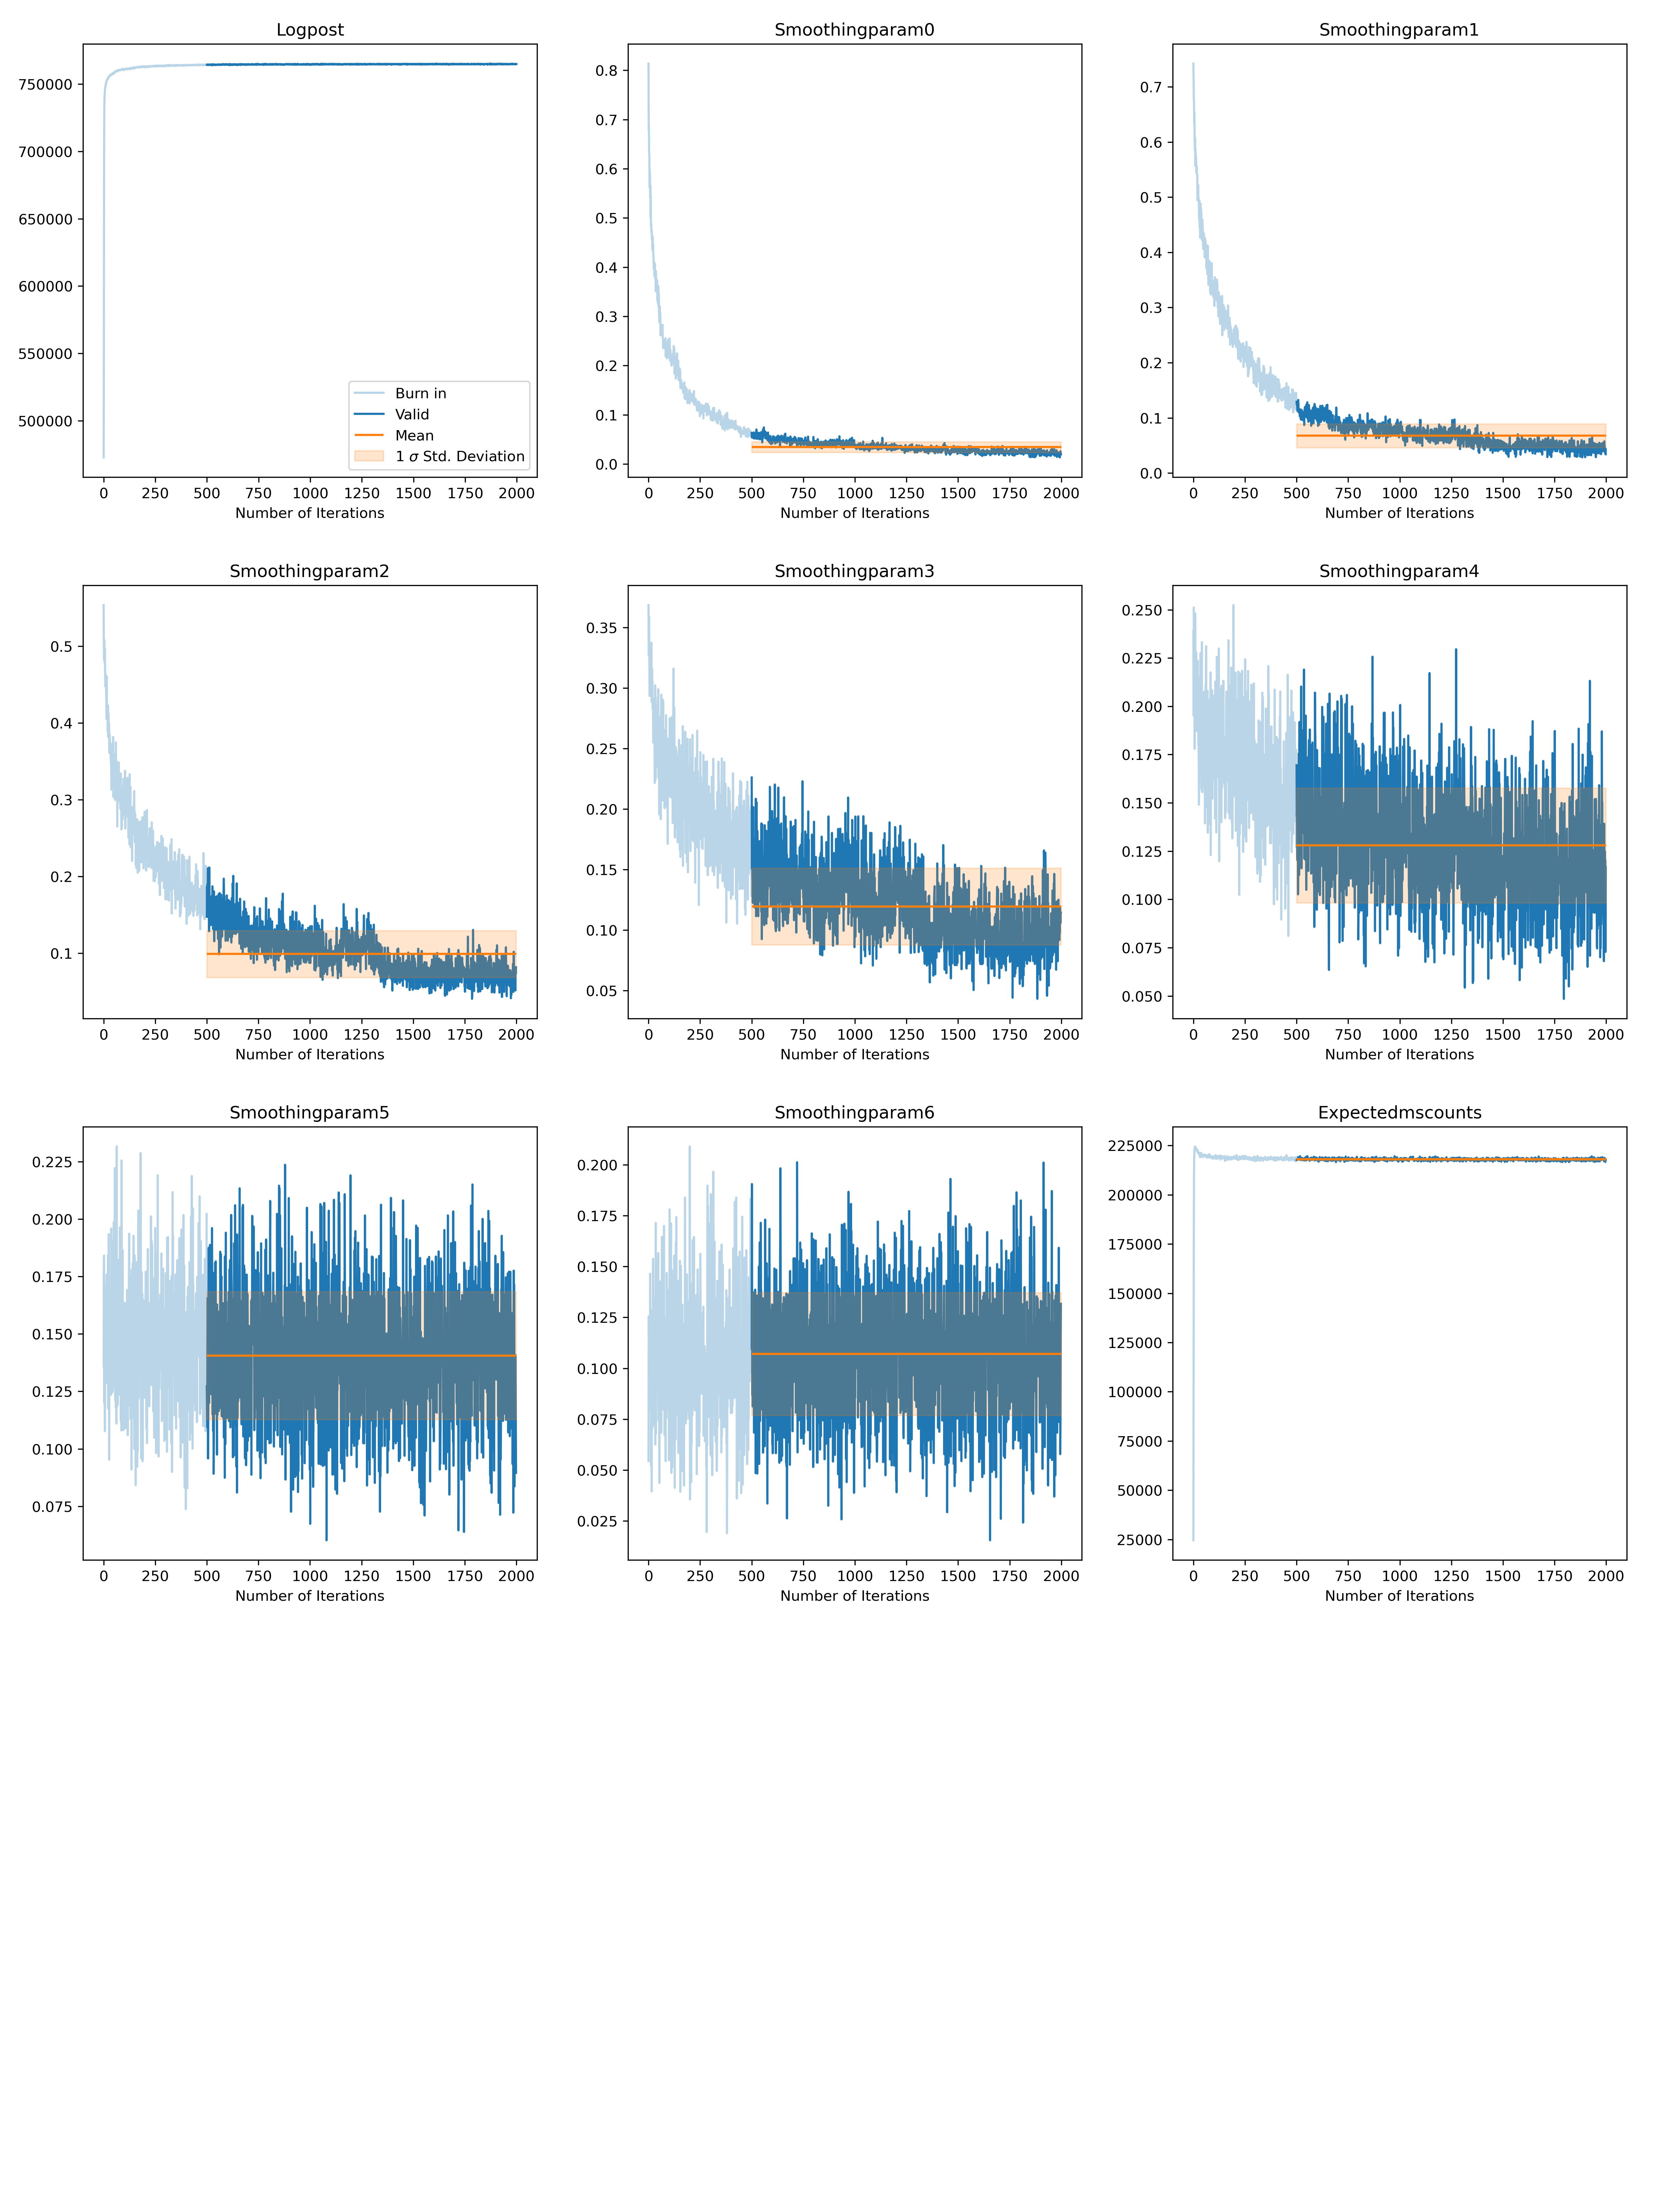 Logpost
750000
700000
650000
600000
550000
500000
Burn in
Valid
Mean
1 σ Std. Deviation
0 250 500 750 1000 1250 1500 1750 2000
Number of Iterations
Smoothingparam0
0.8
0.7
0.6
0.5
0.4
0.3
0.2
0.1
0.0
0 250 500 750 1000 1250 1500 1750 2000
Number of Iterations
Smoothingparam1
0.7
0.6
0.5
0.4
0.3
0.2
0.1
0.0
0 250 500 750 1000 1250 1500 1750 2000
Number of Iterations
Smoothingparam2
0.5
0.4
0.3
0.2
0.1
0 250 500 750 1000 1250 1500 1750 2000
Number of Iterations
Smoothingparam3
0.35
0.30
0.25
0.20
0.15
0.10
0.05
0 250 500 750 1000 1250 1500 1750 2000
Number of Iterations
Smoothingparam4
0.250
0.225
0.200
0.175
0.150
0.125
0.100
0.075
0.050
0 250 500 750 1000 1250 1500 1750 2000
Number of Iterations
Smoothingparam5
0.225
0.200
0.175
0.150
0.125
0.100
0.075
0 250 500 750 1000 1250 1500 1750 2000
Number of Iterations
Smoothingparam6
0.200
0.175
0.150
0.125
0.100
0.075
0.050
0.025
0 250 500 750 1000 1250 1500 1750 2000
Number of Iterations
Expectedmscounts
225000
200000
175000
150000
125000
100000
75000
50000
25000
0 250 500 750 1000 1250 1500 1750 2000
Number of Iterations